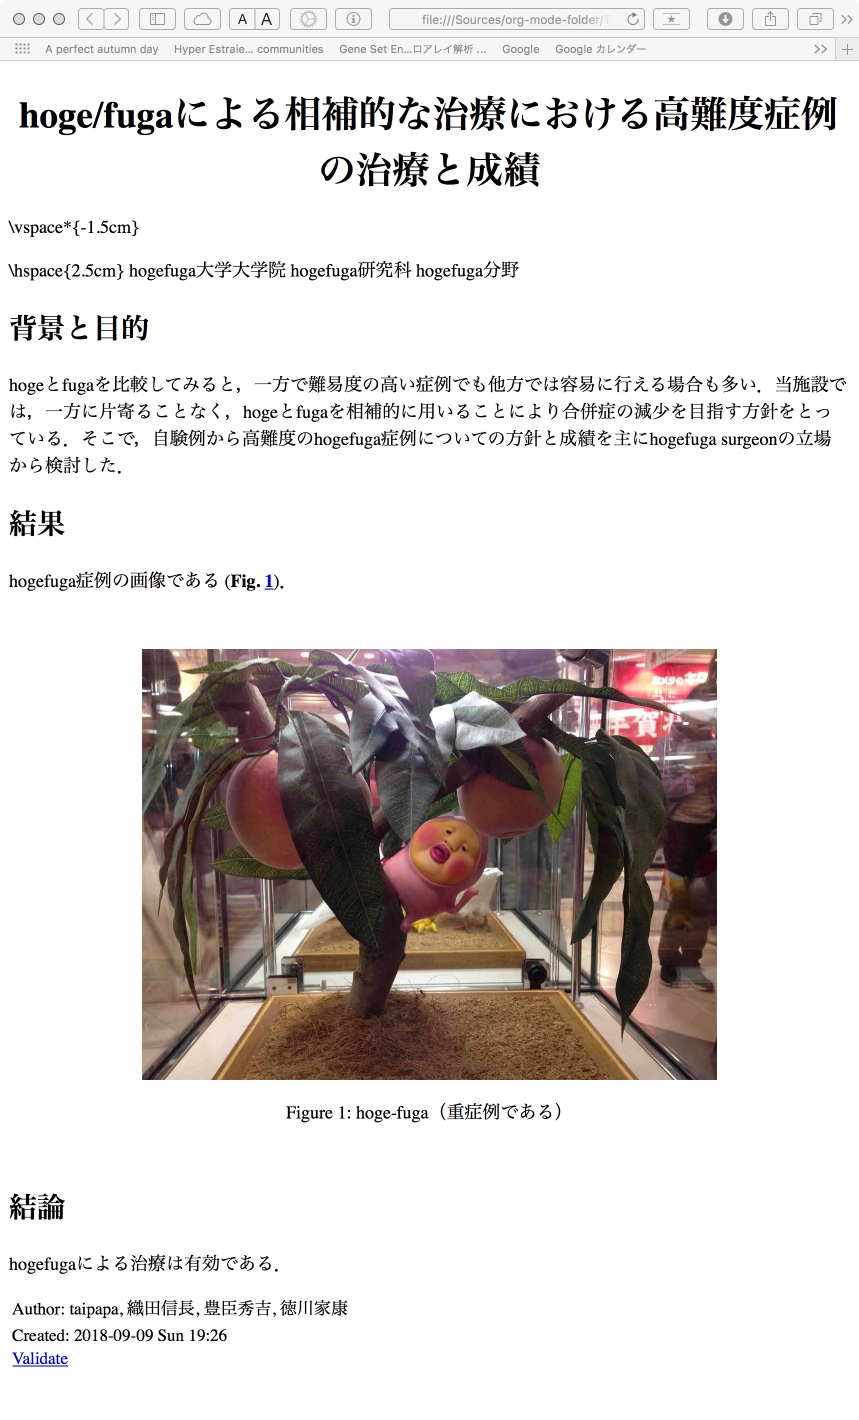 A A
file:///Sources/org-mode-folder/T
A perfect autumn day Hyper Estraie... communities Gene Set En...ロアレイ解析 ... Google Google カレンダー
hoge/fugaによる相補的な治療における高難度症例
の治療と成績
\vspace*{-1.5cm}
\hspace{2.5cm} hogefuga大学大学院 hogefuga研究科 hogefuga分野
背景と目的
hogeとfugaを比較してみると，一方で難易度の高い症例でも他方では容易に行える場合も多い．当施設で
は，一方に片寄ることなく，hogeとfugaを相補的に用いることにより合併症の減少を目指す方針をとっ
ている．そこで，自験例から高難度のhogefuga症例についての方針と成績を主にhogefuga surgeonの立場
から検討した．
結果
hogefuga症例の画像である (Fig. 1)．
Figure 1: hoge-fuga（重症例である）
結論
hogefugaによる治療は有効である．
Author: taipapa, 織田信長, 豊臣秀吉, 徳川家康
Created: 2018-09-09 Sun 19:26
Validate